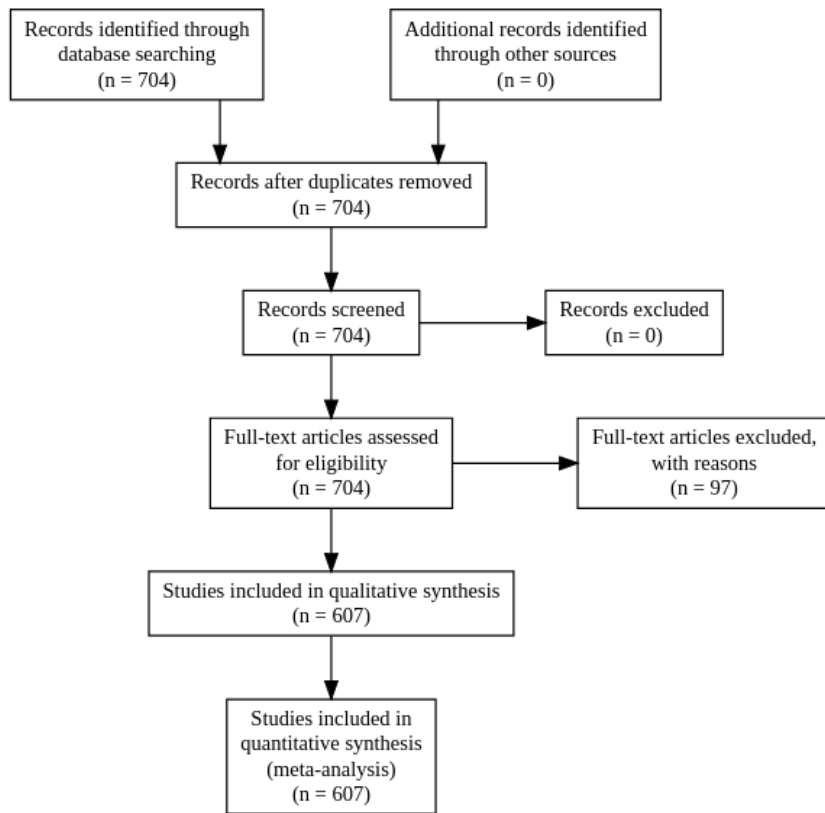 Records identified through
database searching
(n = 704)
Additional records identified
through other sources
(n = 0)
Records after duplicates removed
(n = 704)
Records screened
(n = 704)
Records excluded
(n = 0)
Full-text articles assessed
for eligibility
(n = 704)
Full-text articles excluded,
with reasons
(n = 97)
Studies included in qualitative synthesis
(n = 607)
Studies included in
quantitative synthesis
(meta-analysis)
(n = 607)